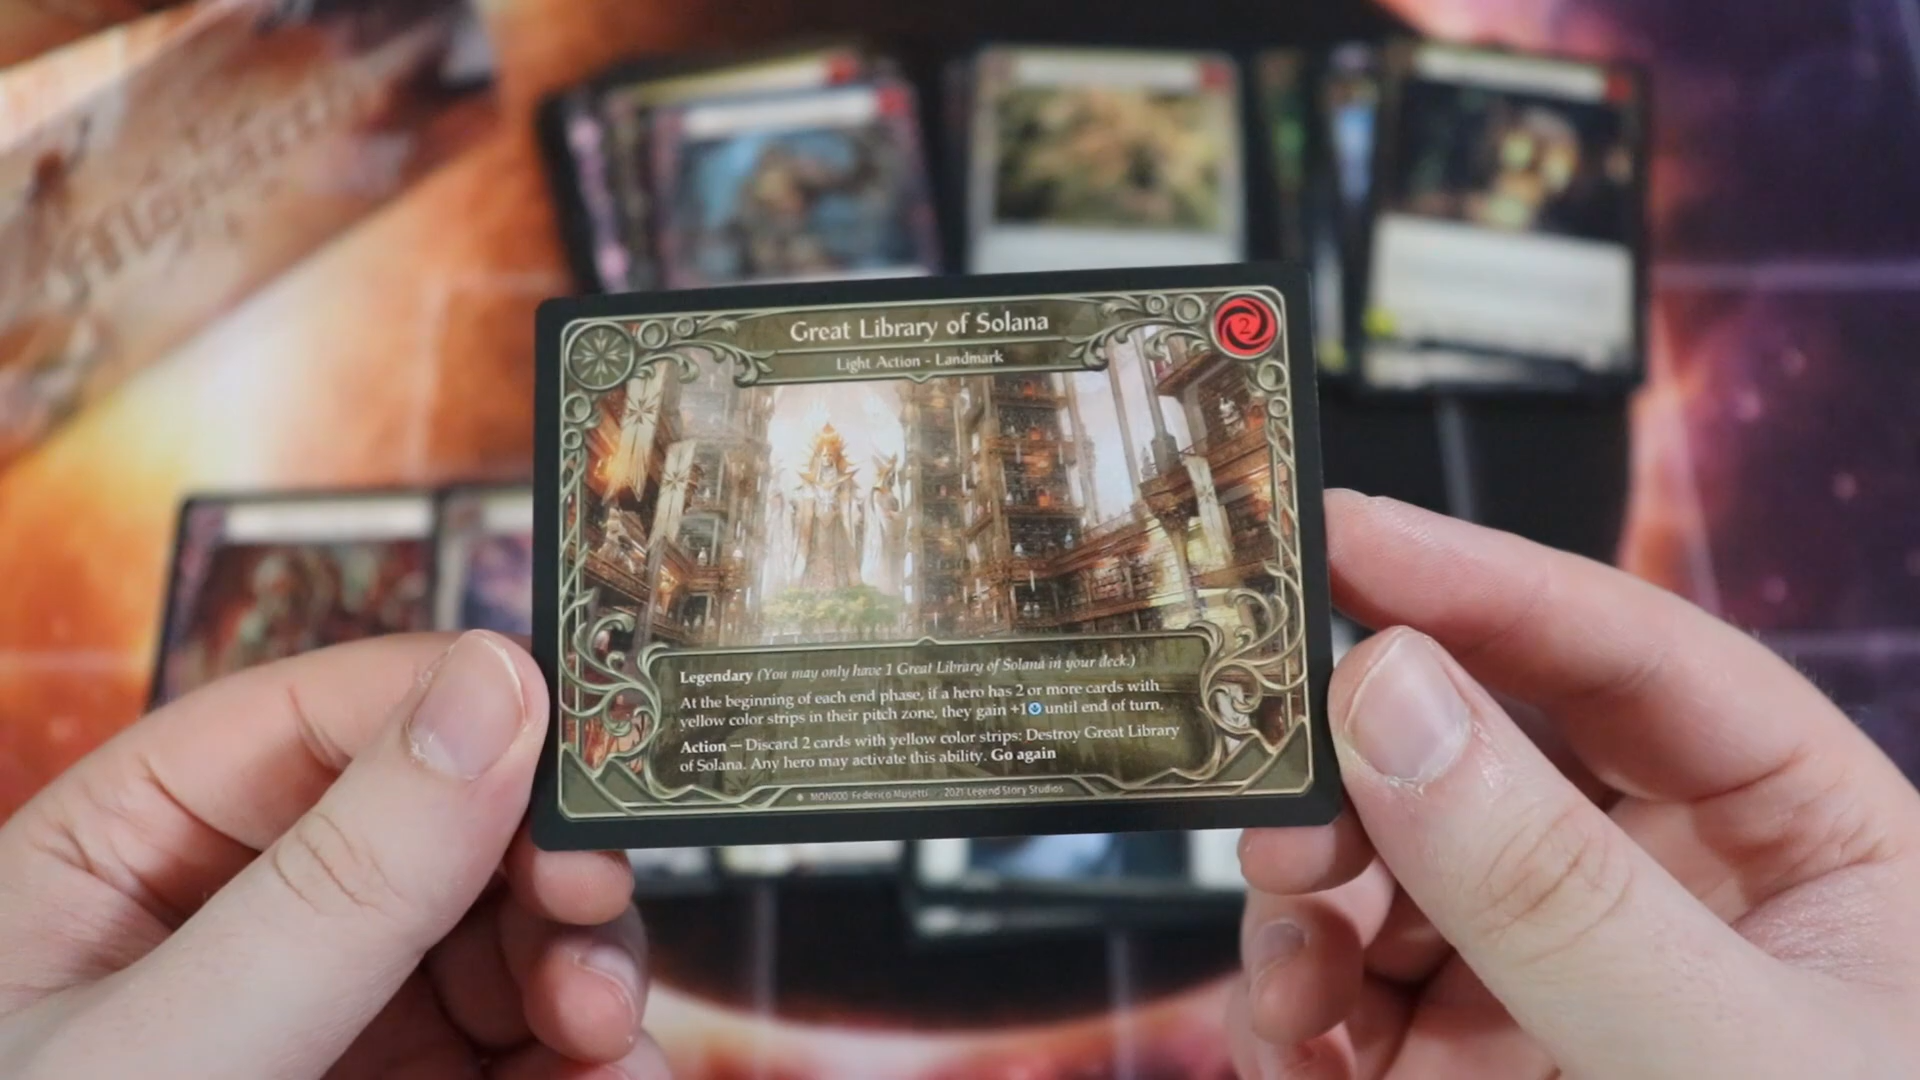 Monarch
Great Library of Solana
2
Light Action - Landmark
Legendary (You may only have 1 Great Library of Solana in your deck.)
At the beginning of each end phase, if a hero has 2 or more cards with
yellow color strips in their pitch zone, they gain +1 until end of turn.
Action — Discard 2 cards with yellow color strips: Destroy Great Library
of Solana. Any hero may activate this ability. Go again
MON000 Federico Musetti 2021 Legend Story Studios